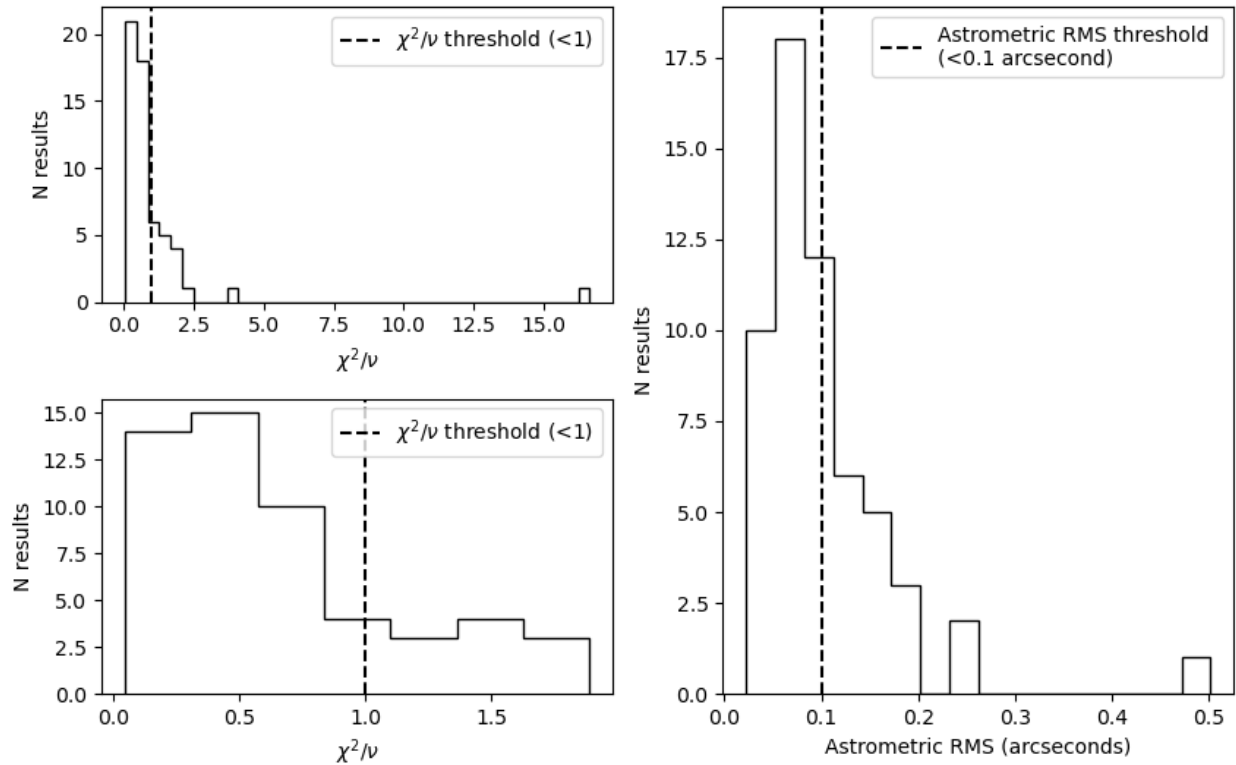 N results
20
15
10
5
0
χ²/ν threshold (<1)
0.0 2.5 5.0 7.5 10.0 12.5 15.0
χ²/ν
N results
15.0
12.5
10.0
7.5
5.0
2.5
0.0
χ²/ν threshold (<1)
0.0 0.5 1.0 1.5
χ²/ν
N results
17.5
15.0
12.5
10.0
7.5
5.0
2.5
0.0
Astrometric RMS threshold
(<0.1 arcsecond)
0.0 0.1 0.2 0.3 0.4 0.5
Astrometric RMS (arcseconds)